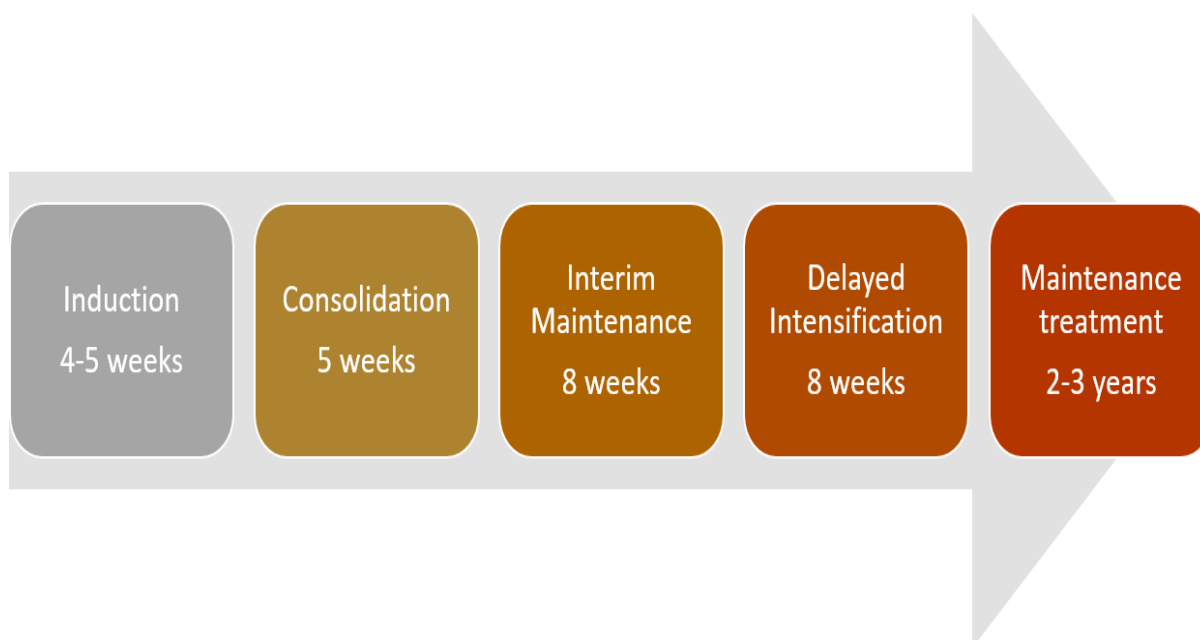 Induction
4-5 weeks
Consolidation
5 weeks
Interim
Maintenance
8 weeks
Delayed
Intensification
8 weeks
Maintenance
treatment
2-3 years